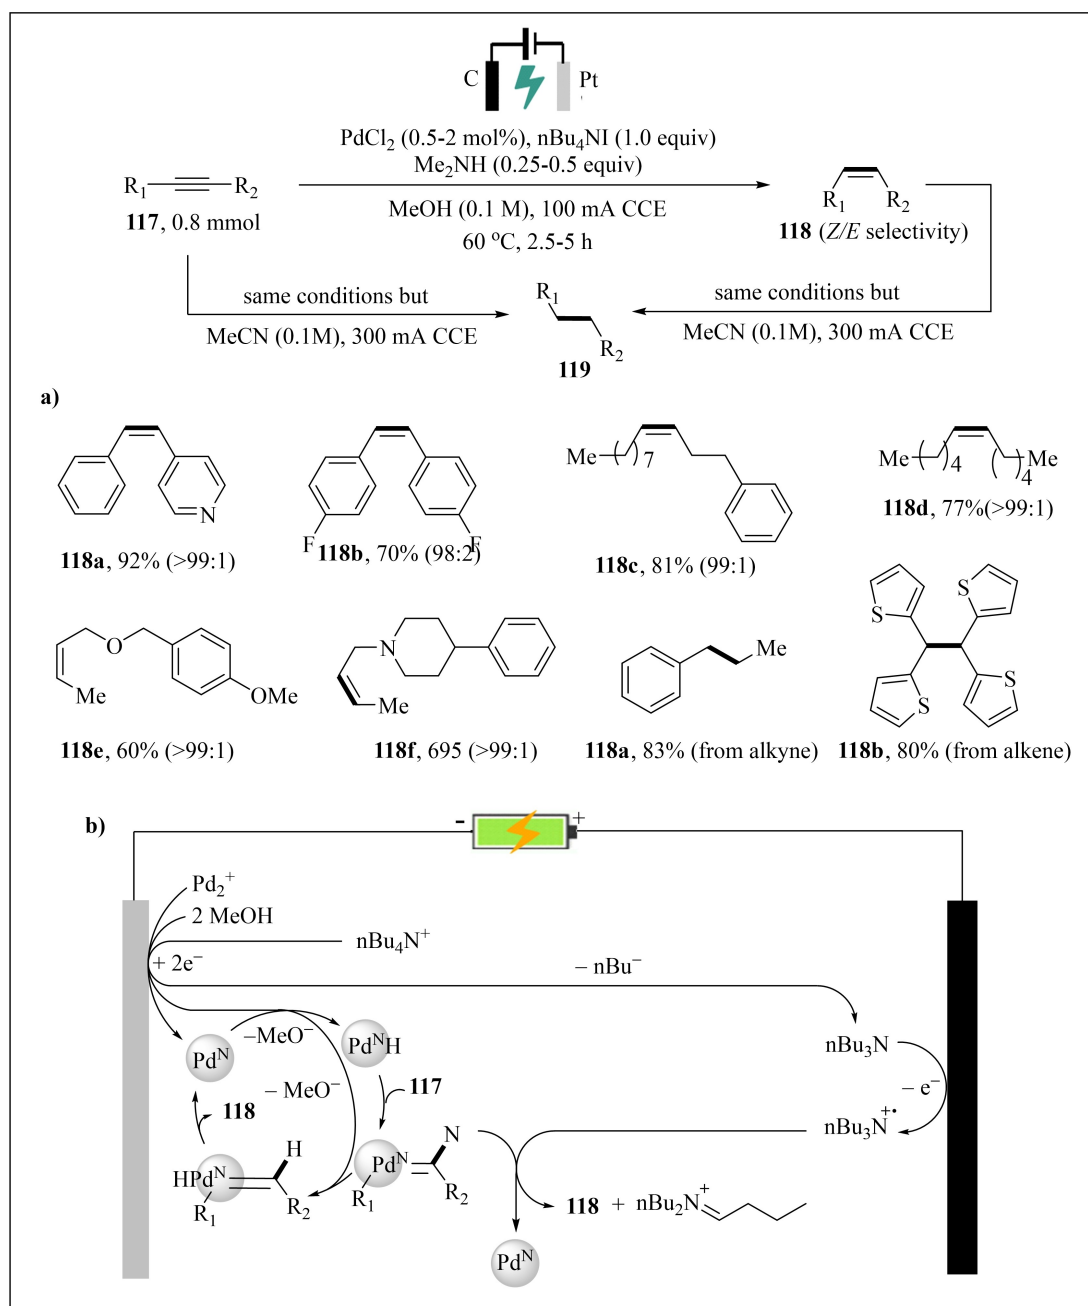 C Pt
PdCl₂ (0.5-2 mol%), nBu₄NI (1.0 equiv)
Me₂NH (0.25-0.5 equiv)
R₁ R₂
117, 0.8 mmol
MeOH (0.1 M), 100 mA CCE
60 °C, 2.5-5 h
R₁ R₂
118 (Z/E selectivity)
same conditions but
MeCN (0.1M), 300 mA CCE
R₁
R₂
119
same conditions but
MeCN (0.1M), 300 mA CCE
a)
N
118a, 92% (>99:1)
F F
118b, 70% (98:2)
Me 7
118c, 81% (99:1)
Me 4 4 Me
118d, 77%(>99:1)
O
Me OMe
118e, 60% (>99:1)
N
Me
118f, 695 (>99:1)
Me
118a, 83% (from alkyne)
S S
S S
118b, 80% (from alkene)
b)
- +
Pd₂⁺
2 MeOH
nBu₄N⁺
+ 2e⁻
– nBu⁻
Pd^N
–MeO⁻
Pd^NH
nBu₃N
– MeO⁻
117
– e⁻
118
nBu₃N⁺•
HPd^N H
R₁ R₂
Pd^N N
R₁ R₂
118 + nBu₂N⁺
Pd^N